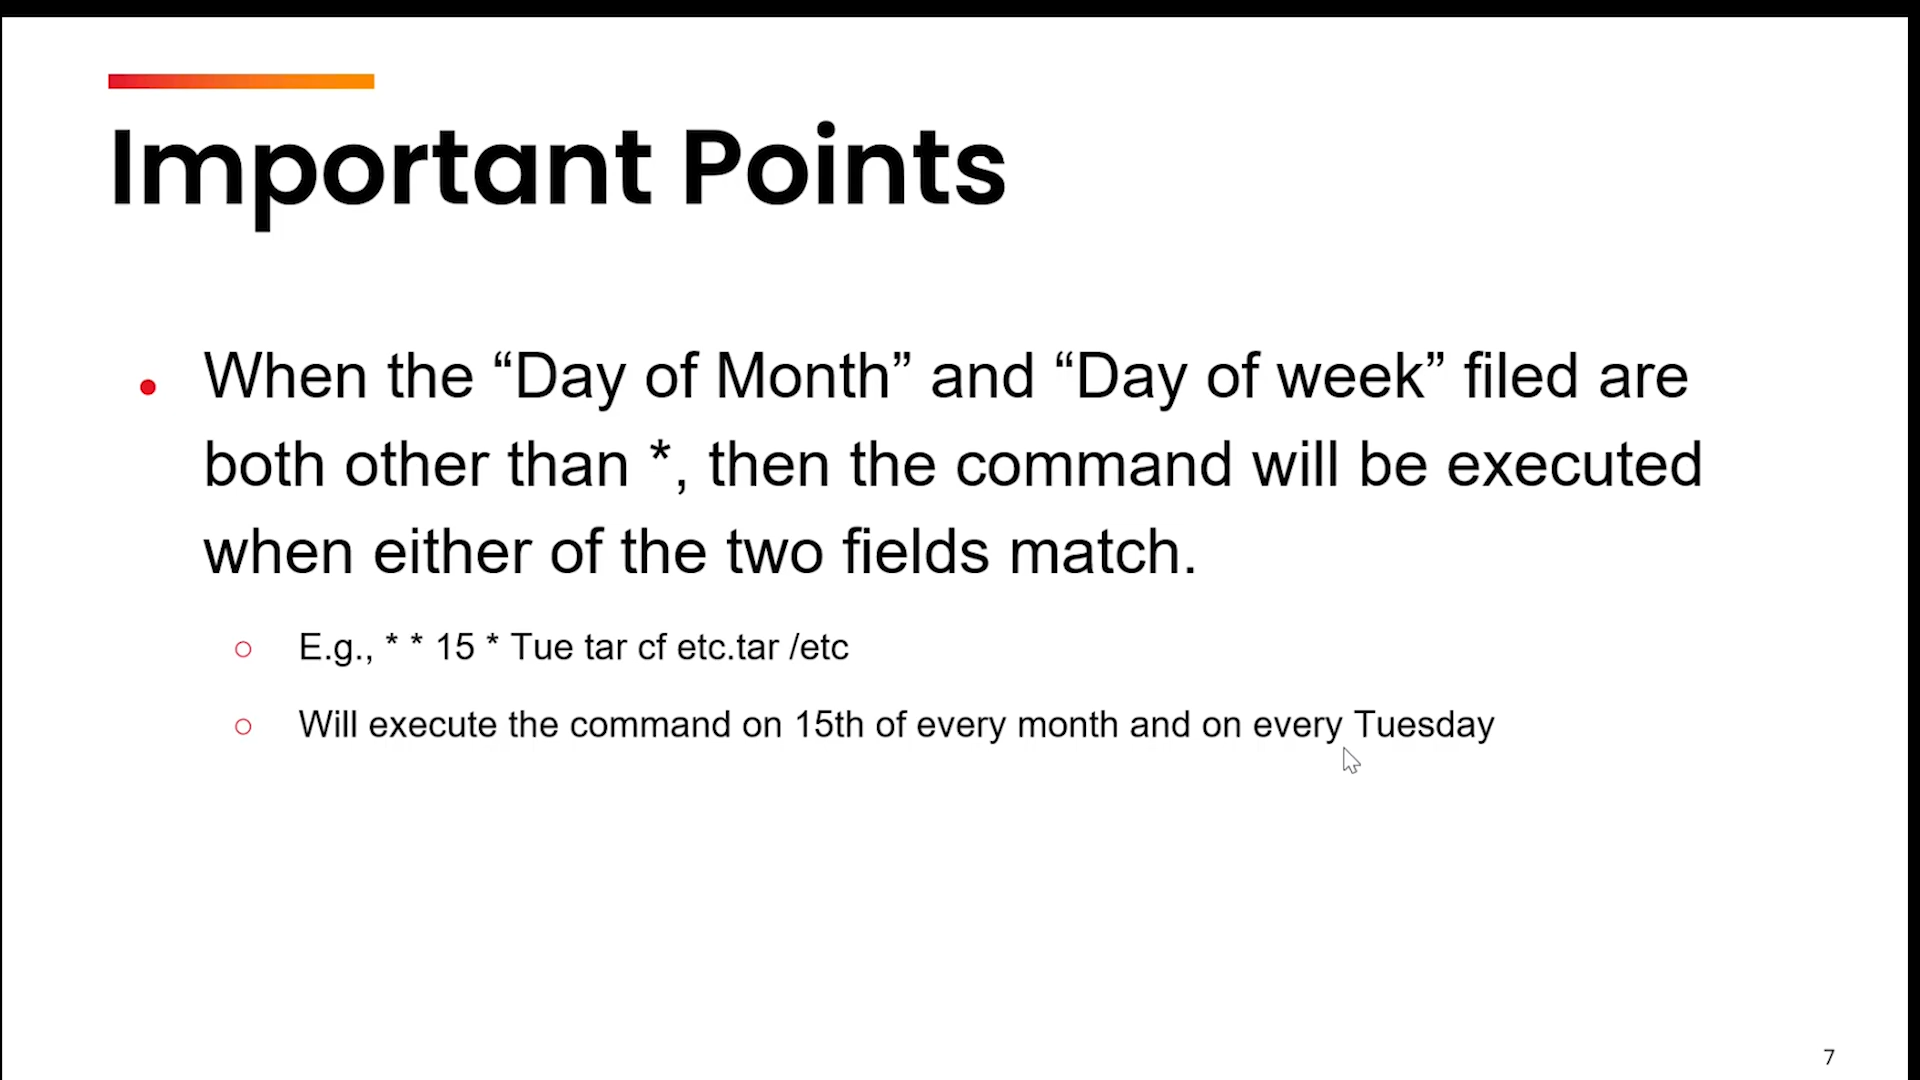 Important Points
• When the “Day of Month” and “Day of week” filed are
both other than *, then the command will be executed
when either of the two fields match.
○ E.g., * * 15 * Tue tar cf etc.tar /etc
○ Will execute the command on 15th of every month and on every Tuesday
7